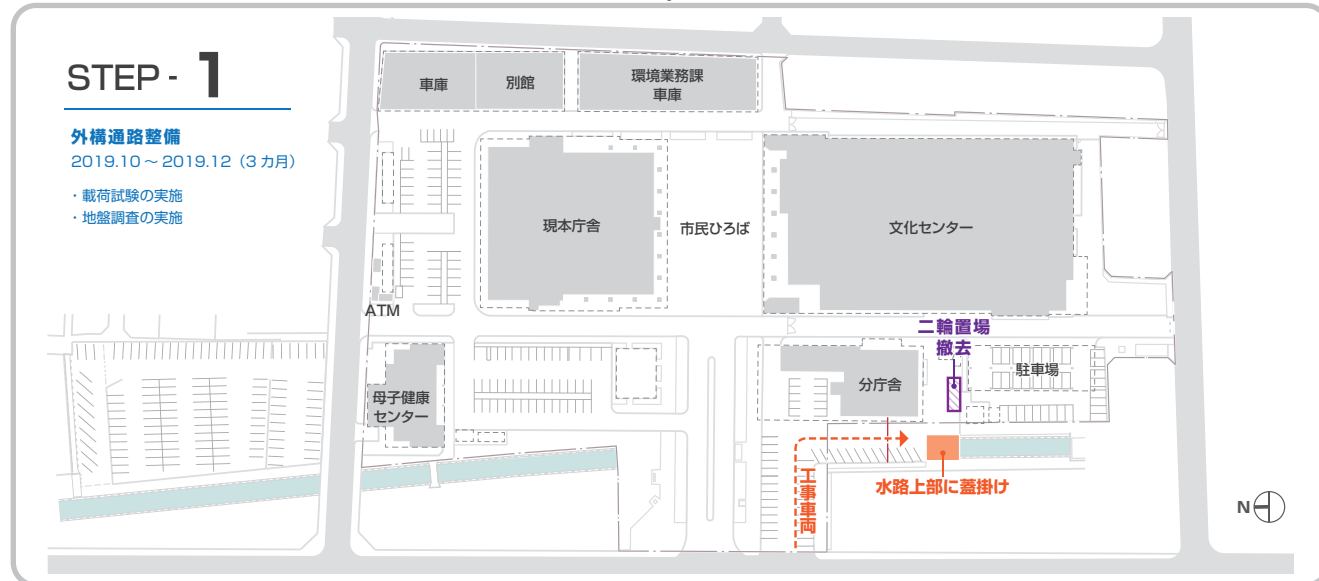 STEP - 1
外構通路整備
2019.10～2019.12（3カ月）
・載荷試験の実施
・地盤調査の実施
車庫
別館
環境業務課
車庫
現本庁舎
市民ひろば
文化センター
ATM
二輪置場
撤去
母子健康
センター
分庁舎
駐車場
工事車両
水路上部に蓋掛け
N